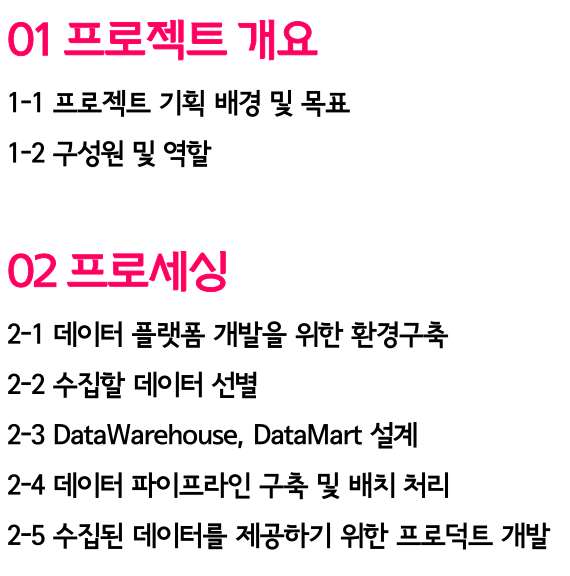 01 프로젝트 개요
1-1 프로젝트 기획 배경 및 목표
1-2 구성원 및 역할
02 프로세싱
2-1 데이터 플랫폼 개발을 위한 환경구축
2-2 수집할 데이터 선별
2-3 DataWarehouse, DataMart 설계
2-4 데이터 파이프라인 구축 및 배치 처리
2-5 수집된 데이터를 제공하기 위한 프로덕트 개발